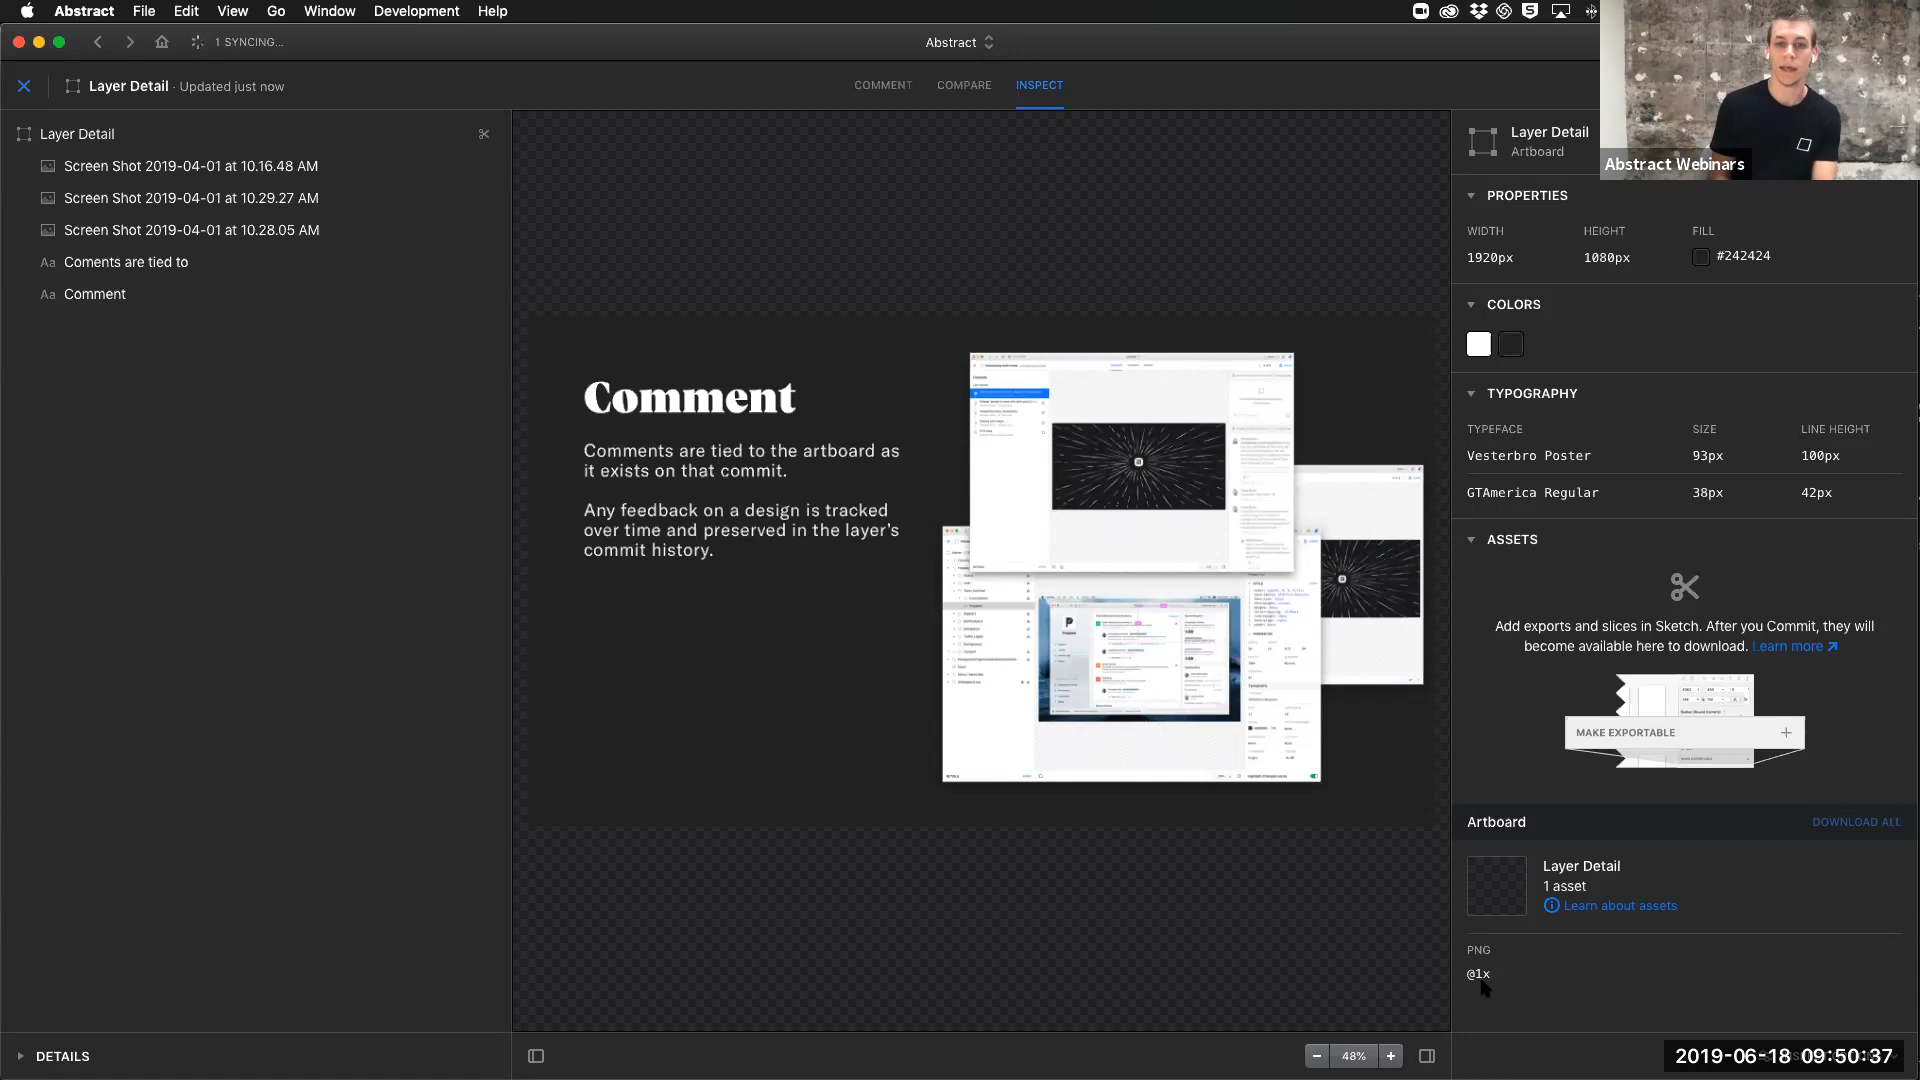 Abstract File Edit View Go Window Development Help
1 SYNCING...
Abstract
Layer Detail · Updated just now
COMMENT COMPARE INSPECT
Layer Detail
Screen Shot 2019-04-01 at 10.16.48 AM
Screen Shot 2019-04-01 at 10.29.27 AM
Screen Shot 2019-04-01 at 10.28.05 AM
Aa Coments are tied to
Aa Comment
Comment
Comments are tied to the artboard as
it exists on that commit.
Any feedback on a design is tracked
over time and preserved in the layer's
commit history.
Layer Detail
Artboard
Abstract Webinars
PROPERTIES
WIDTH HEIGHT FILL
1920px 1080px #242424
COLORS
TYPOGRAPHY
TYPEFACE SIZE LINE HEIGHT
Vesterbro Poster 93px 100px
GTAmerica Regular 38px 42px
ASSETS
Add exports and slices in Sketch. After you Commit, they will
become available here to download. Learn more
MAKE EXPORTABLE +
Artboard DOWNLOAD ALL
Layer Detail
1 asset
Learn about assets
PNG
@1x
DETAILS
- 48% +
2019-06-18 09:50:37